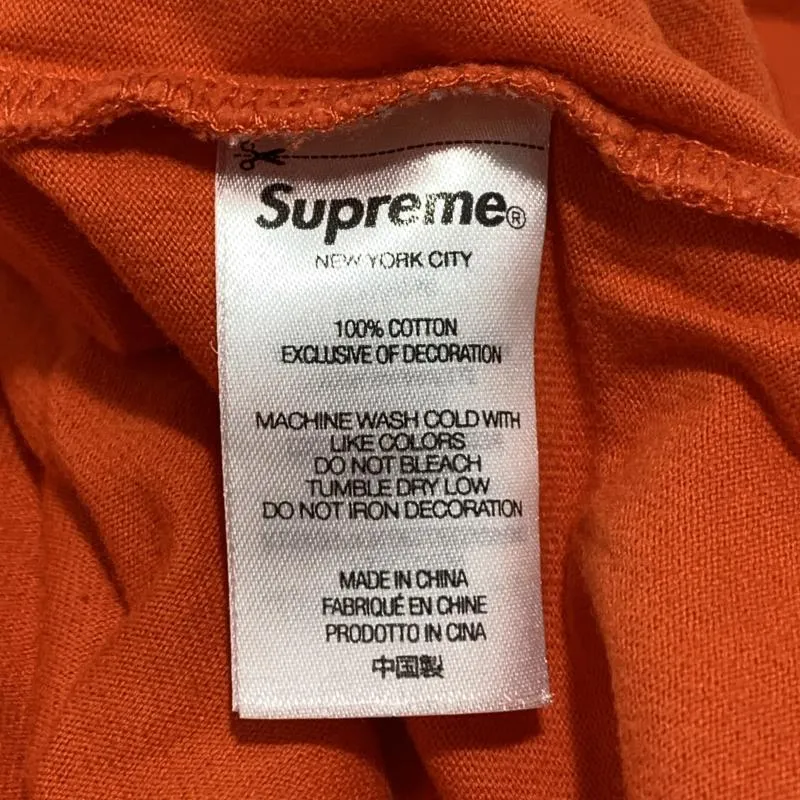 Supreme®
NEW YORK CITY
100% COTTON
EXCLUSIVE OF DECORATION
MACHINE WASH COLD WITH
LIKE COLORS
DO NOT BLEACH
TUMBLE DRY LOW
DO NOT IRON DECORATION
MADE IN CHINA
FABRIQUÉ EN CHINE
PRODOTTO IN CINA
中国製